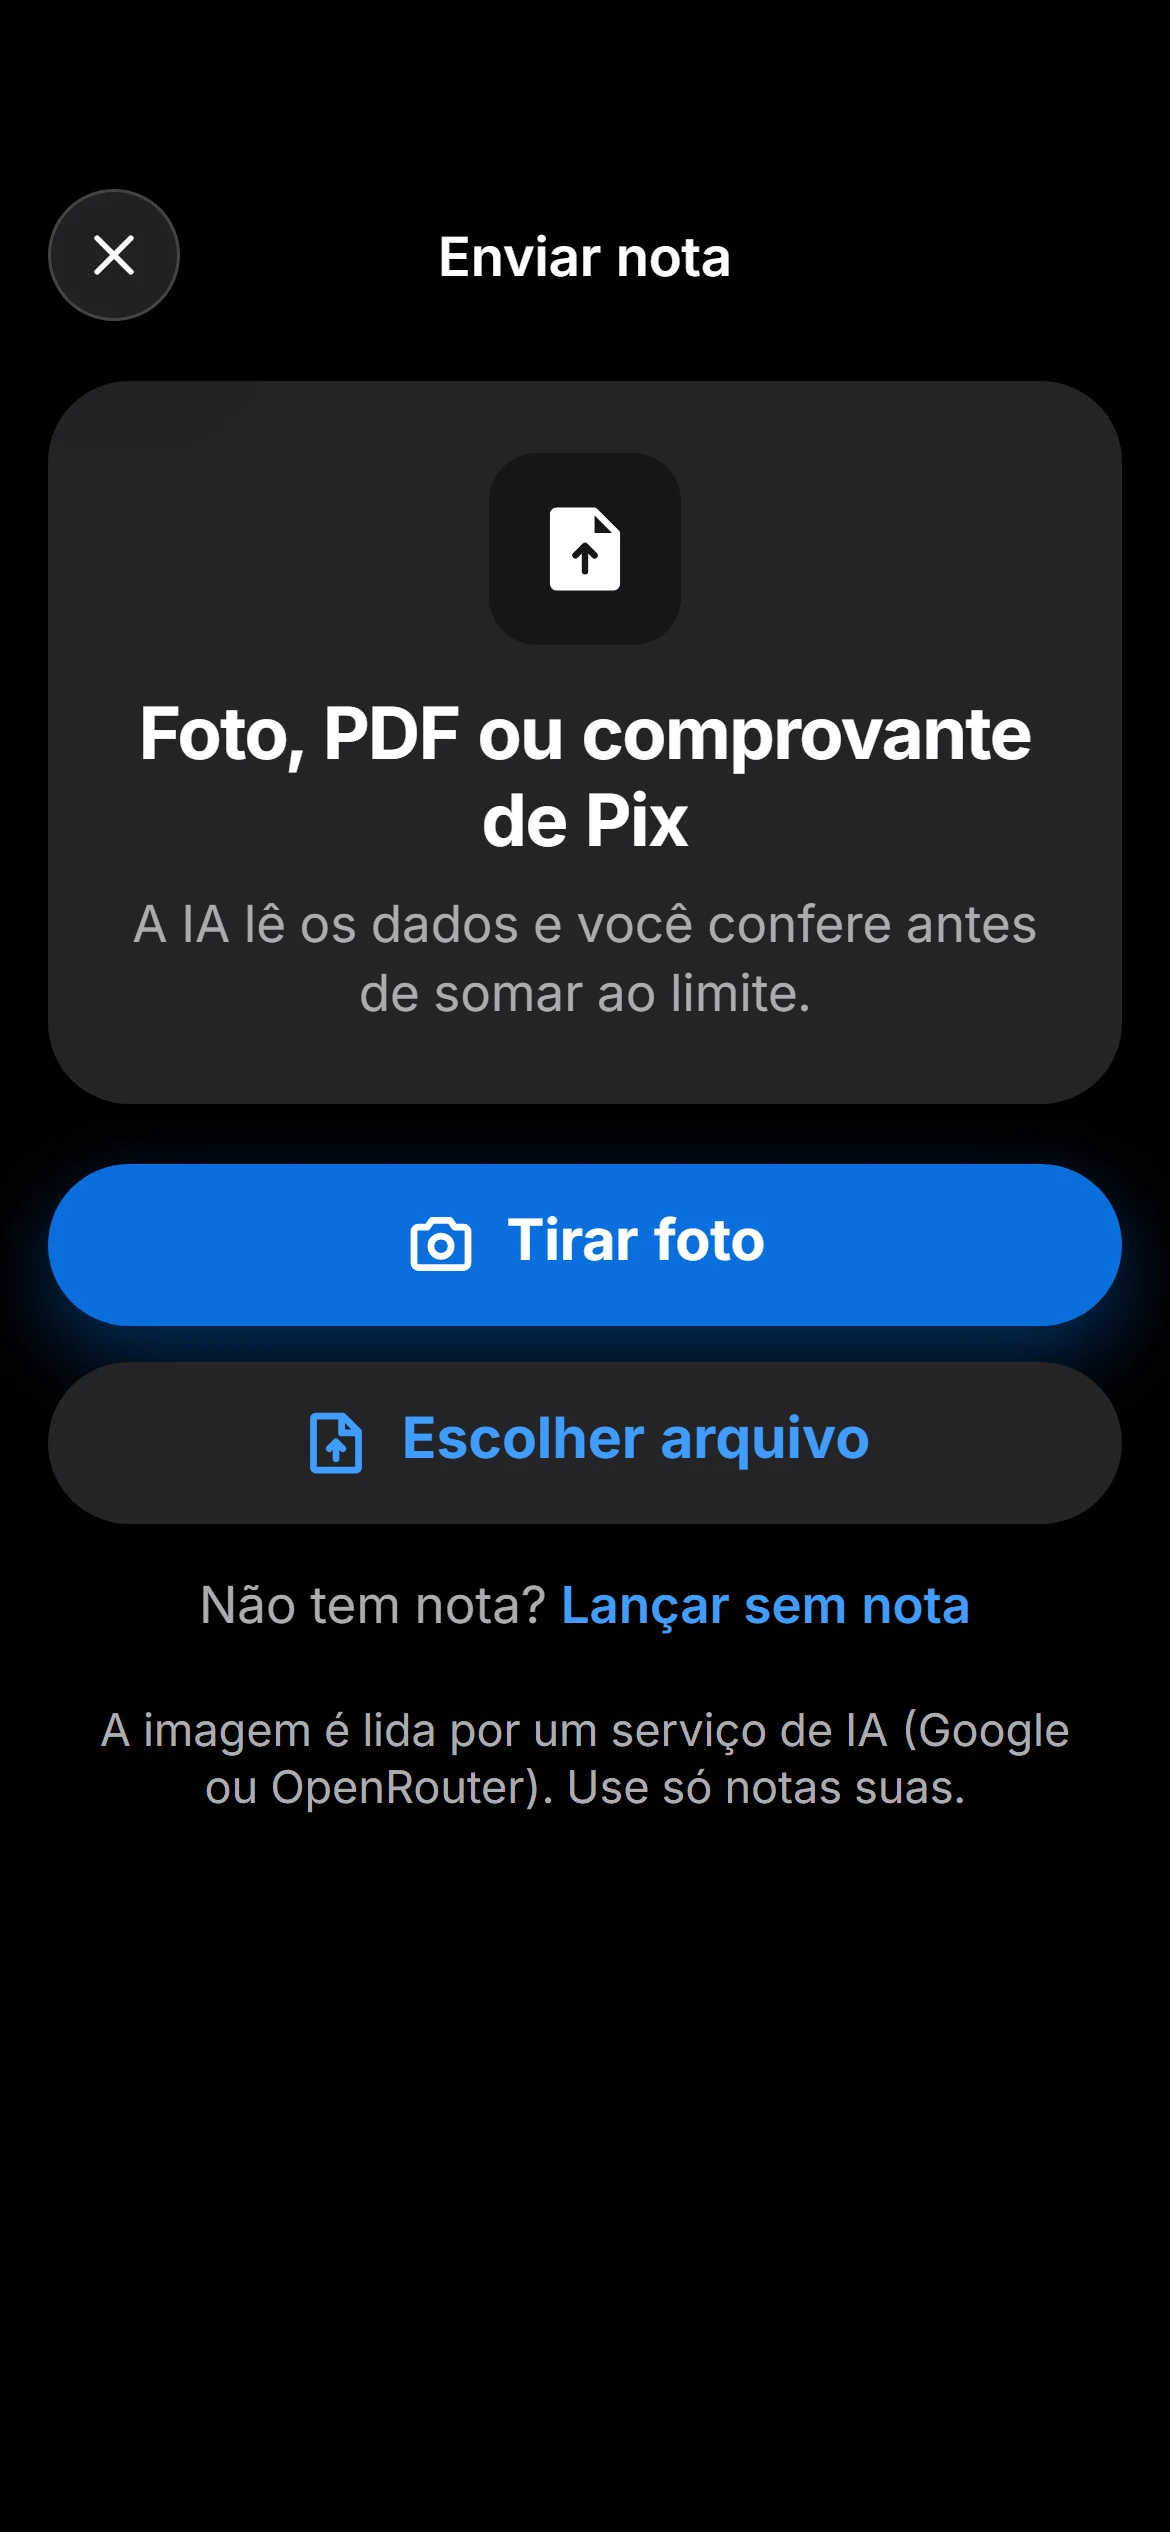 Enviar nota
Foto, PDF ou comprovante
de Pix
A IA lê os dados e você confere antes
de somar ao limite.
Tirar foto
Escolher arquivo
Não tem nota? Lançar sem nota
A imagem é lida por um serviço de IA (Google
ou OpenRouter). Use só notas suas.